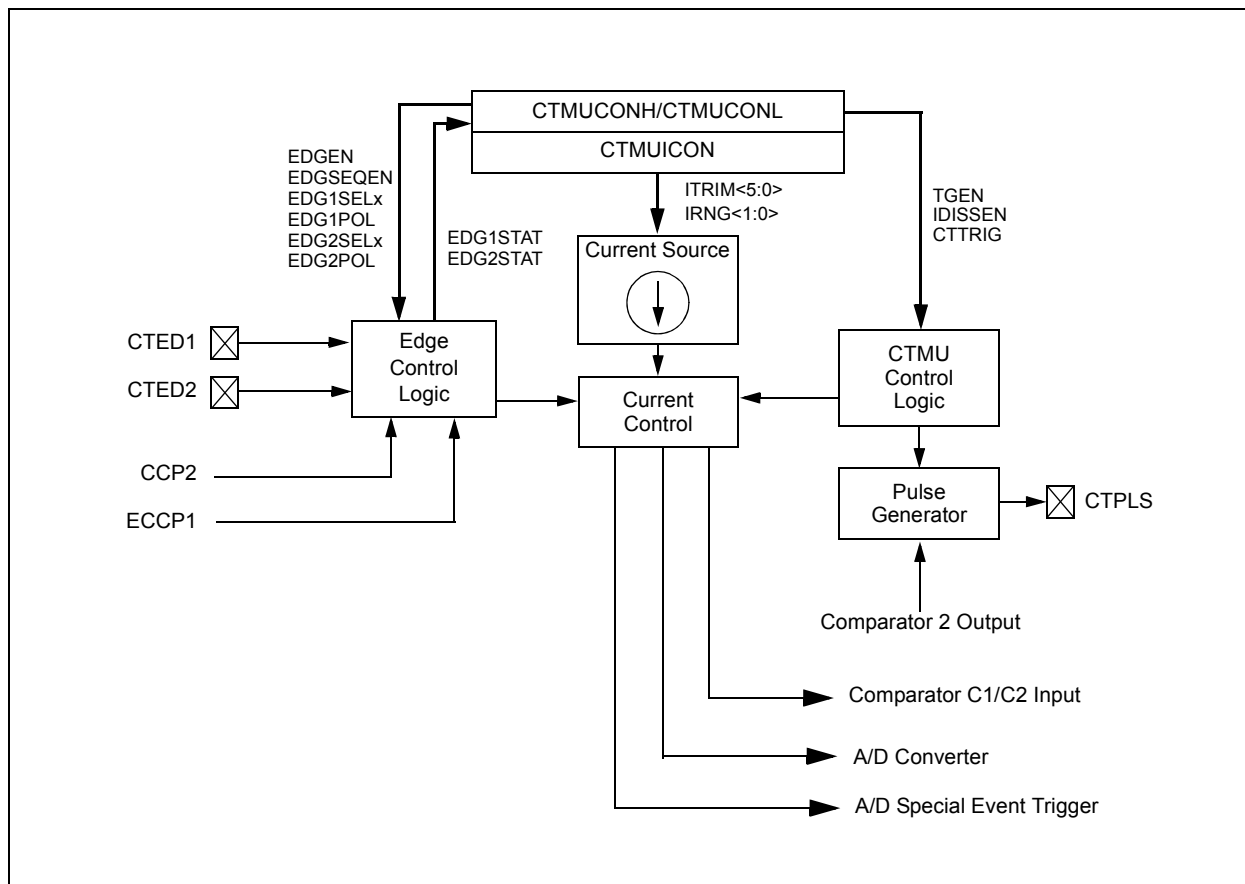 CTMUCONH/CTMUCONL
CTMUICON
EDGEN
EDGSEQEN
EDG1SELx
EDG1POL
EDG2SELx
EDG2POL
EDG1STAT
EDG2STAT
ITRIM<5:0>
IRNG<1:0>
TGEN
IDISSEN
CTTRIG
Current Source
CTED1
CTED2
Edge
Control
Logic
Current
Control
CTMU
Control
Logic
CCP2
ECCP1
Pulse
Generator
CTPLS
Comparator 2 Output
Comparator C1/C2 Input
A/D Converter
A/D Special Event Trigger